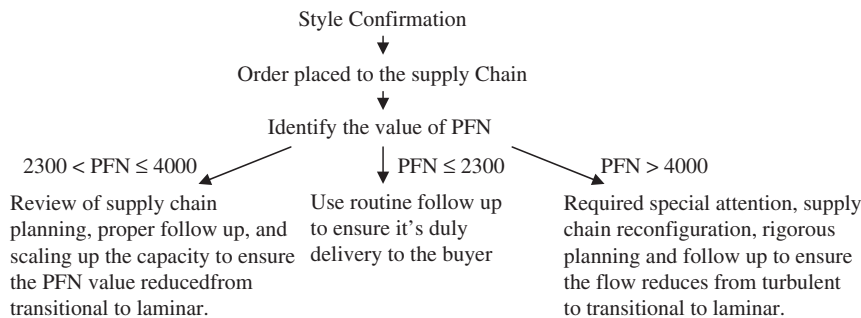 Style Confirmation
Order placed to the supply Chain
Identify the value of PFN
2300 < PFN ≤ 4000
PFN ≤ 2300
PFN > 4000
Review of supply chain
planning, proper follow up, and
scaling up the capacity to ensure
the PFN value reducedfrom
transitional to laminar.
Use routine follow up
to ensure it's duly
delivery to the buyer
Required special attention, supply
chain reconfiguration, rigorous
planning and follow up to ensure
the flow reduces from turbulent
to transitional to laminar.